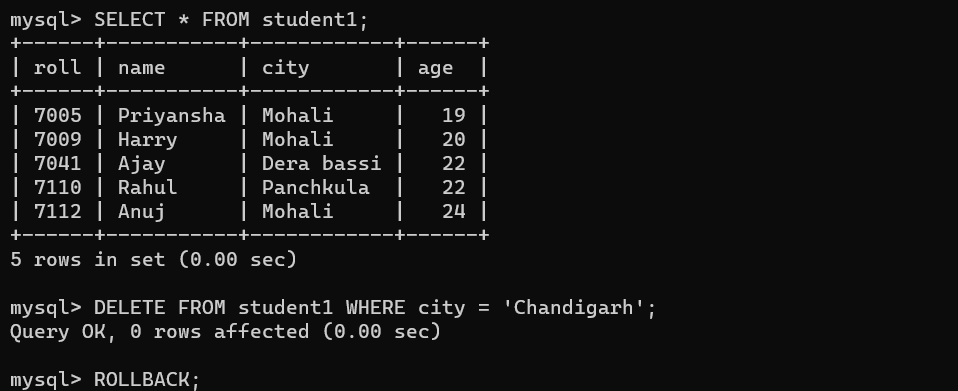 mysql> SELECT * FROM student1;
+------+-----------+------------+------+
| roll | name      | city       | age  |
+------+-----------+------------+------+
| 7005 | Priyansha | Mohali     |   19 |
| 7009 | Harry     | Mohali     |   20 |
| 7041 | Ajay      | Dera bassi |   22 |
| 7110 | Rahul     | Panchkula  |   22 |
| 7112 | Anuj      | Mohali     |   24 |
+------+-----------+------------+------+
5 rows in set (0.00 sec)
mysql> DELETE FROM student1 WHERE city = 'Chandigarh';
Query OK, 0 rows affected (0.00 sec)
mysql> ROLLBACK;